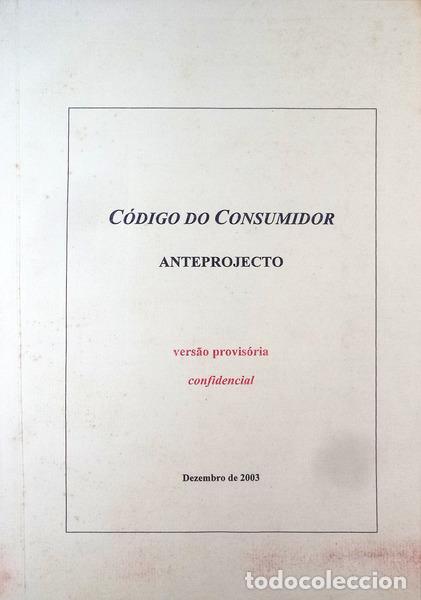 CÓDIGO DO CONSUMIDOR
ANTEPROJECTO
versão provisória
confidencial
Dezembro de 2003
todocoleccion